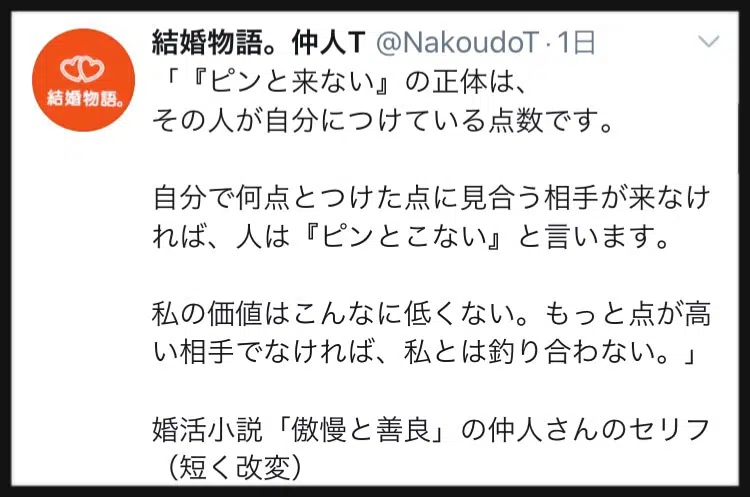 結婚物語。仲人T @NakoudoT · 1日
結婚物語。
「『ピンと来ない』の正体は、
その人が自分につけている点数です。
自分で何点とつけた点に見合う相手が来なけ
れば、人は『ピンとこない』と言います。
私の価値はこんなに低くない。もっと点が高
い相手でなければ、私とは釣り合わない。」
婚活小説「傲慢と善良」の仲人さんのセリフ
（短く改変）